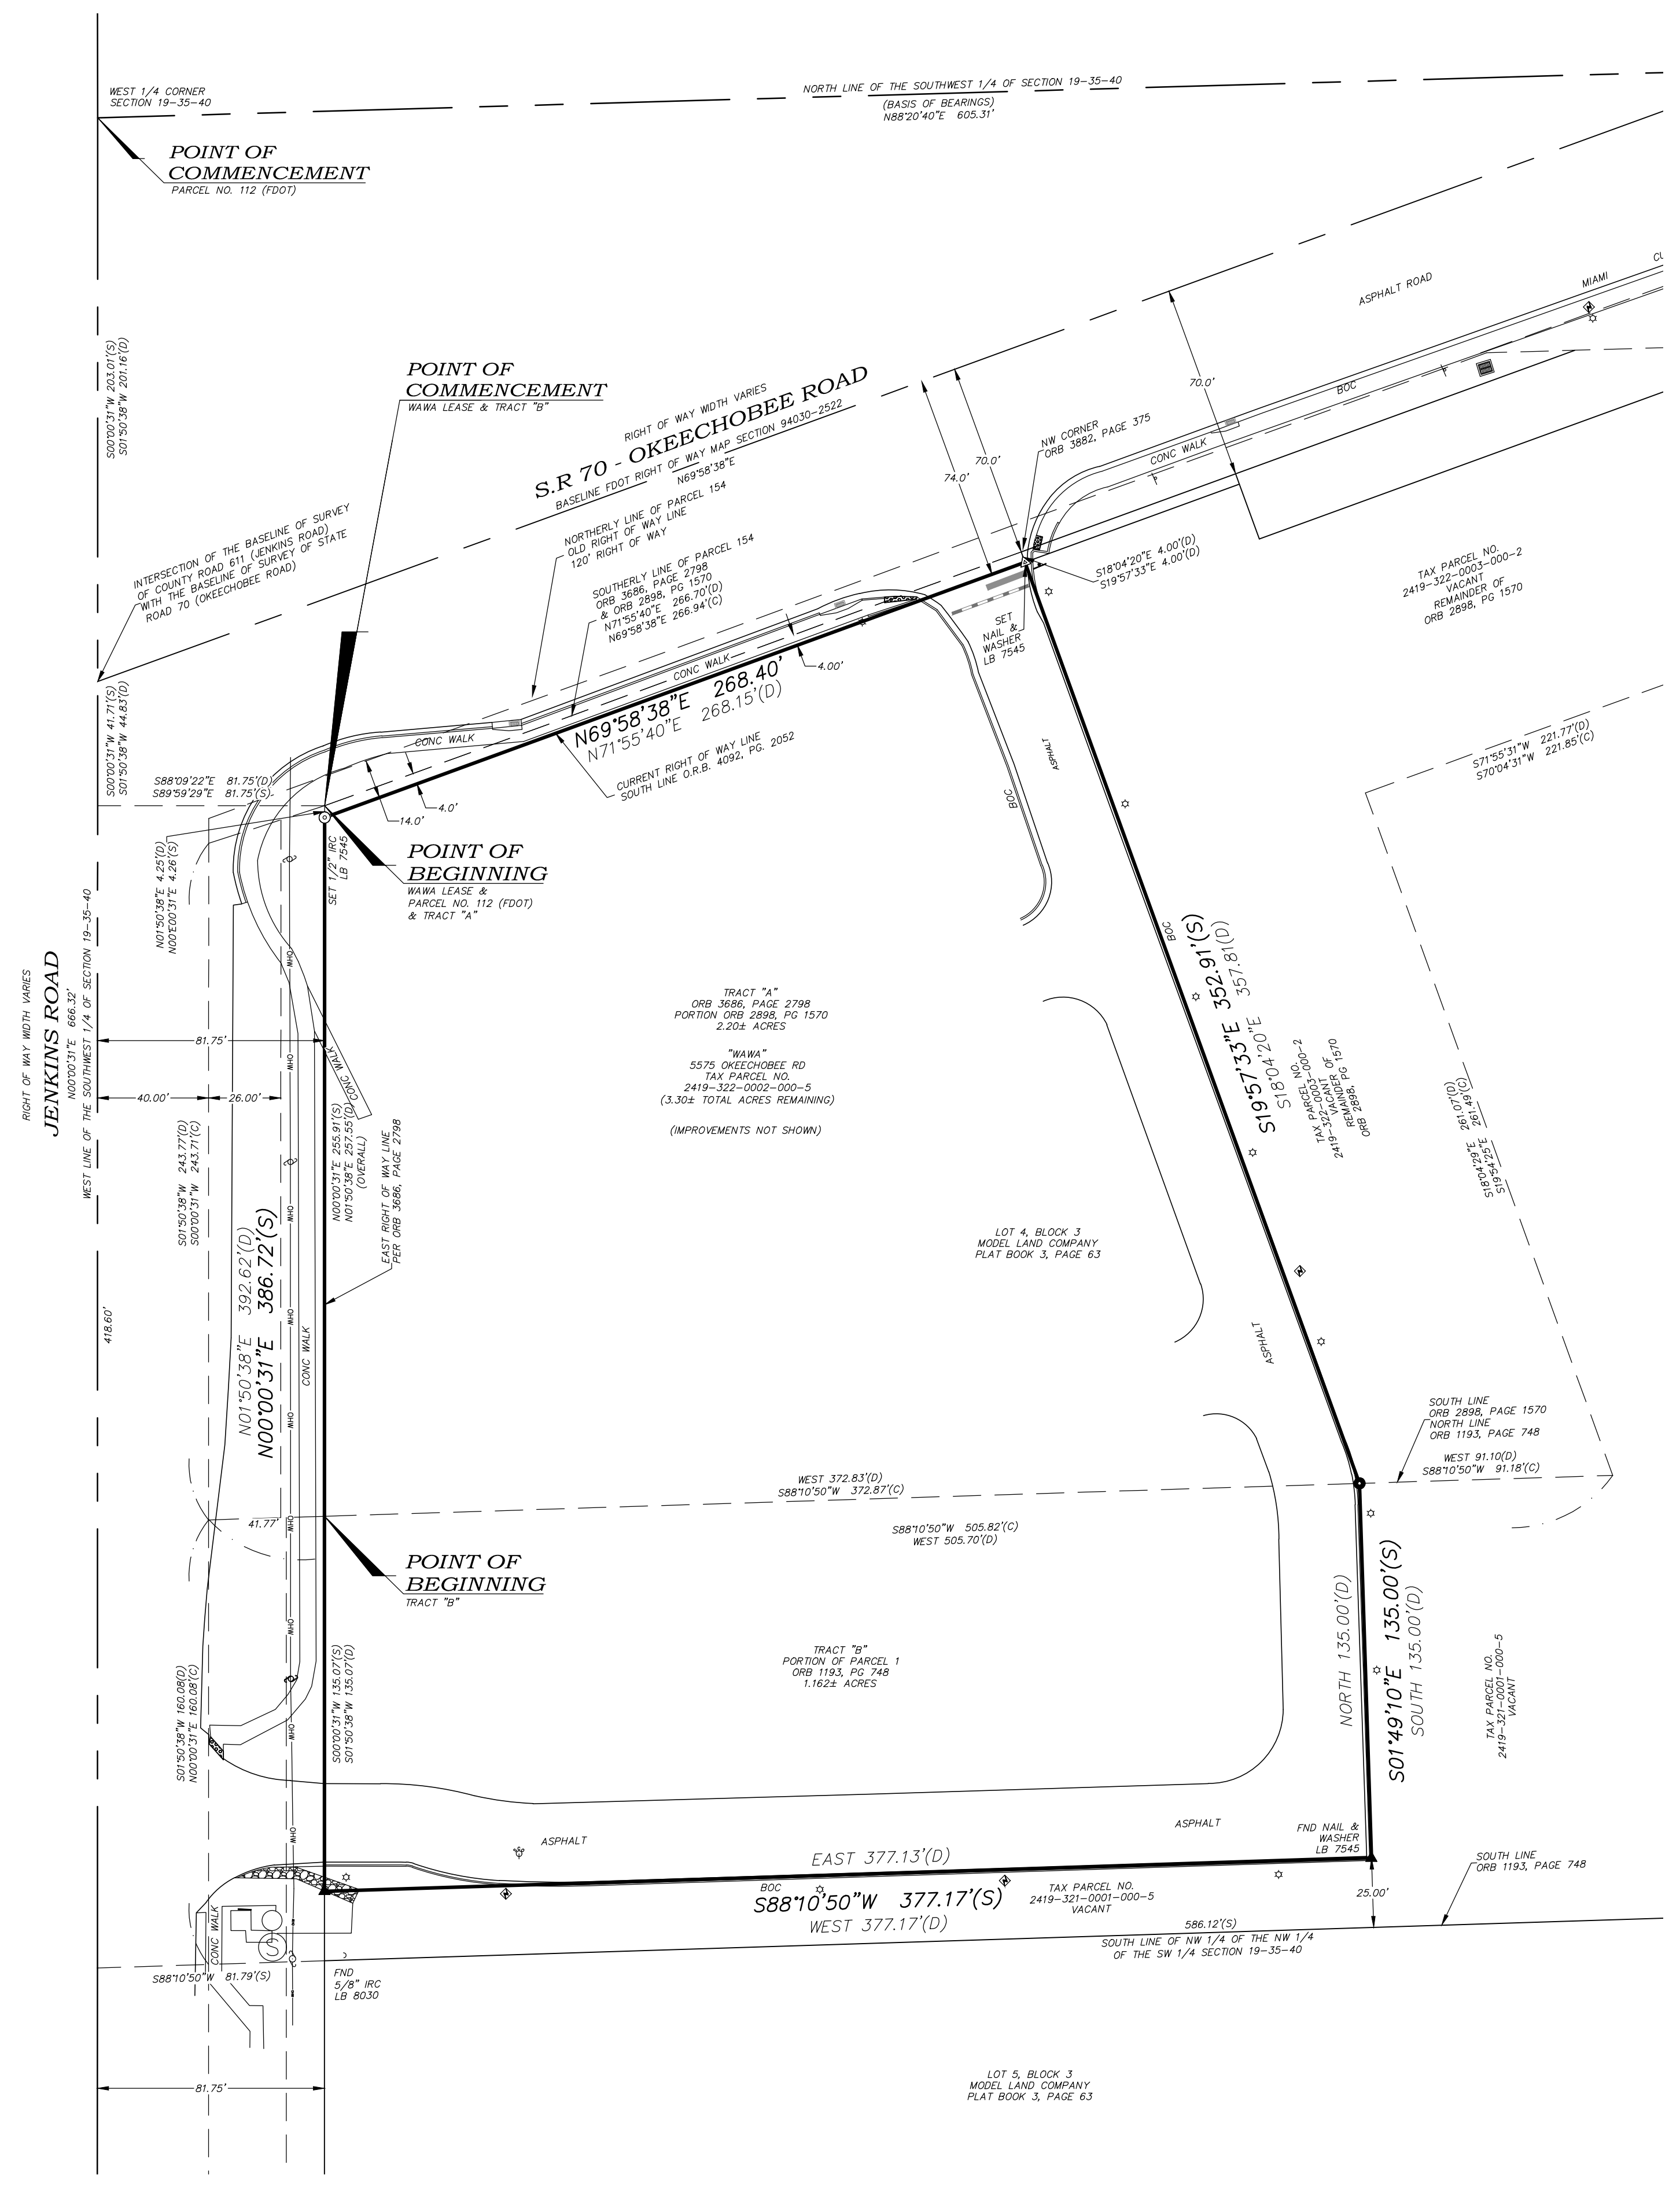 WEST 1/4 CORNER
SECTION 19-35-40
POINT OF
COMMENCEMENT
PARCEL NO. 112 (FDOT)
NORTH LINE OF THE SOUTHWEST 1/4 OF SECTION 19-35-40
(BASIS OF BEARINGS)
N88°20'40"E 605.31'
S00°00'31"W 203.01'(S)
S01°50'38"W 201.16'(D)
POINT OF
COMMENCEMENT
WAWA LEASE & TRACT "B"
RIGHT OF WAY WIDTH VARIES
S.R 70 - OKEECHOBEE ROAD
BASELINE FDOT RIGHT OF WAY MAP SECTION 94030-2522
N69°58'38"E
ASPHALT ROAD
MIAMI
CU
BOC
CONC WALK
70.0'
70.0'
74.0'
NW CORNER
ORB 3882, PAGE 375
INTERSECTION OF THE BASELINE OF SURVEY
OF COUNTY ROAD 611 (JENKINS ROAD)
WITH THE BASELINE OF SURVEY OF STATE
ROAD 70 (OKEECHOBEE ROAD)
NORTHERLY LINE OF PARCEL 154
OLD RIGHT OF WAY LINE
120' RIGHT OF WAY
SOUTHERLY LINE OF PARCEL 154
ORB 3686, PAGE 2798
& ORB 2898, PG 1570
N71°55'40"E 266.70'(D)
N69°58'38"E 266.94'(C)
S18°04'20"E 4.00'(D)
S19°57'33"E 4.00'(D)
SET
NAIL &
WASHER
LB 7545
TAX PARCEL NO.
2419-322-0003-000-2
VACANT
REMAINDER OF
ORB 2898, PG 1570
S00°00'31"W 41.71'(S)
S01°50'38"W 44.83'(D)
CONC WALK
CONC WALK
4.00'
N69°58'38"E 268.40'
N71°55'40"E 268.15'(D)
CURRENT RIGHT OF WAY LINE
SOUTH LINE O.R.B. 4092, PG. 2052
S88°09'22"E 81.75'(D)
S89°59'29"E 81.75'(S)
4.0'
14.0'
ASPHALT
BOC
S71°55'31"W 221.77'(D)
S70°04'31"W 221.85'(C)
N01°50'38"E 4.25'(D)
N00°E00'31"E 4.26'(S)
SET 1/2" IRC
LB 7545
POINT OF
BEGINNING
WAWA LEASE &
PARCEL NO. 112 (FDOT)
& TRACT "A"
BOC
S19°57'33"E 352.91'(S)
S18°04'20"E 357.81(D)
TAX PARCEL NO.
2419-322-0003-000-2
VACANT OF
REMAINDER OF
ORB 2898, PG 1570
S18°04'29"E 261.07'(D)
S19°54'25"E 261.49'(C)
RIGHT OF WAY WIDTH VARIES
JENKINS ROAD
N00°00'31"E 666.32'
WEST LINE OF THE SOUTHWEST 1/4 OF SECTION 19-35-40
OHW
81.75'
40.00'
26.00'
OHW
CONC WALK
TRACT "A"
ORB 3686, PAGE 2798
PORTION ORB 2898, PG 1570
2.20± ACRES
"WAWA"
5575 OKEECHOBEE RD
TAX PARCEL NO.
2419-322-0002-000-5
(3.30± TOTAL ACRES REMAINING)
(IMPROVEMENTS NOT SHOWN)
S01°50'38"W 243.77'(D)
S00°00'31"W 243.71'(C)
N00°00'31"E 255.91'(S)
N01°50'38"E 257.55'(D)
(OVERALL)
EAST RIGHT OF WAY LINE
PER ORB 3686, PAGE 2798
OHW
N01°50'38"E 392.62'(D)
N00°00'31"E 386.72'(S)
418.60'
OHW
CONC WALK
OHW
LOT 4, BLOCK 3
MODEL LAND COMPANY
PLAT BOOK 3, PAGE 63
ASPHALT
SOUTH LINE
ORB 2898, PAGE 1570
NORTH LINE
ORB 1193, PAGE 748
WEST 91.10(D)
S88°10'50"W 91.18'(C)
WEST 372.83'(D)
S88°10'50"W 372.87'(C)
S88°10'50"W 505.82'(C)
WEST 505.70'(D)
41.77'
OHW
POINT OF
BEGINNING
TRACT "B"
OHW
NORTH 135.00'(D)
S01°49'10"E 135.00'(S)
SOUTH 135.00'(D)
TAX PARCEL NO.
2419-321-0001-000-5
VACANT
TRACT "B"
PORTION OF PARCEL 1
ORB 1193, PG 748
1.162± ACRES
S01°50'38"W 160.08(D)
N00°00'31"E 160.08'(C)
S00°00'31"W 135.07'(S)
S01°50'38"W 135.07'(D)
OHW
OHW
ASPHALT
ASPHALT
FND NAIL &
WASHER
LB 7545
EAST 377.13'(D)
BOC
S88°10'50"W 377.17'(S)
WEST 377.17'(D)
TAX PARCEL NO.
2419-321-0001-000-5
VACANT
25.00'
SOUTH LINE
ORB 1193, PAGE 748
586.12'(S)
SOUTH LINE OF NW 1/4 OF THE NW 1/4
OF THE SW 1/4 SECTION 19-35-40
CONC WALK
S
S88°10'50"W 81.79'(S)
FND
5/8" IRC
LB 8030
81.75'
LOT 5, BLOCK 3
MODEL LAND COMPANY
PLAT BOOK 3, PAGE 63